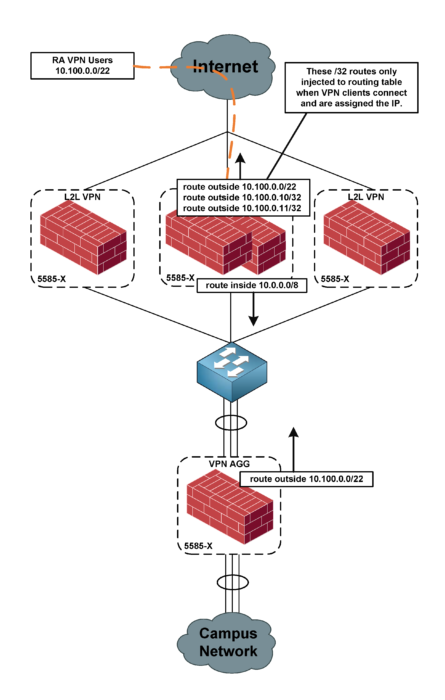 RA VPN Users
10.100.0.0/22
Internet
These /32 routes only
injected to routing table
when VPN clients connect
and are assigned the IP.
L2L VPN
route outside 10.100.0.0/22
route outside 10.100.0.10/32
route outside 10.100.0.11/32
L2L VPN
5585-X
5585-X
5585-X
route inside 10.0.0.0/8
VPN AGG
route outside 10.100.0.0/22
5585-X
Campus
Network